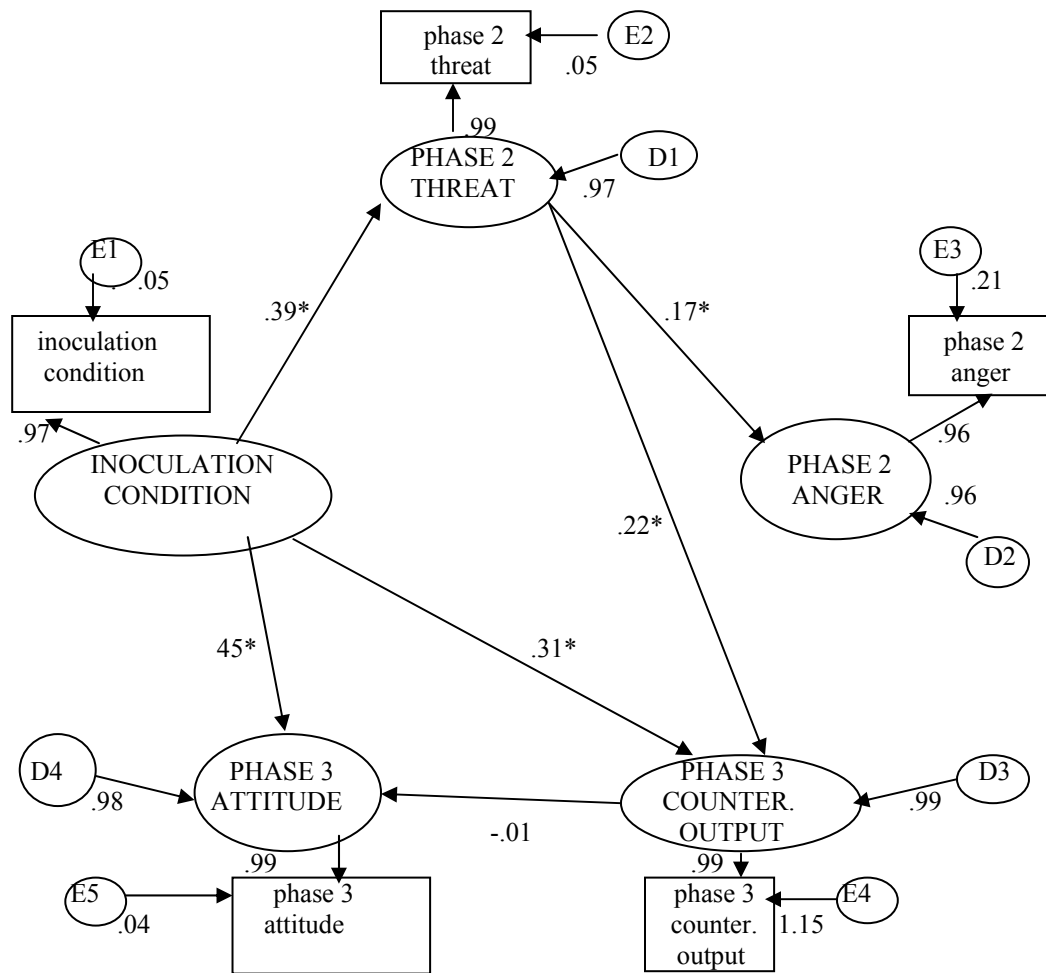 phase 2
threat
E2
.05
.99
PHASE 2
THREAT
D1
.97
E1
.05
inoculation
condition
.39*
.17*
E3
.21
phase 2
anger
.97
INOCULATION
CONDITION
.96
PHASE 2
ANGER
.96
D2
.22*
45*
.31*
D4
.98
PHASE 3
ATTITUDE
-.01
PHASE 3
COUNTER.
OUTPUT
D3
.99
.99
E5
.04
phase 3
attitude
.99
phase 3
counter.
output
1.15
E4